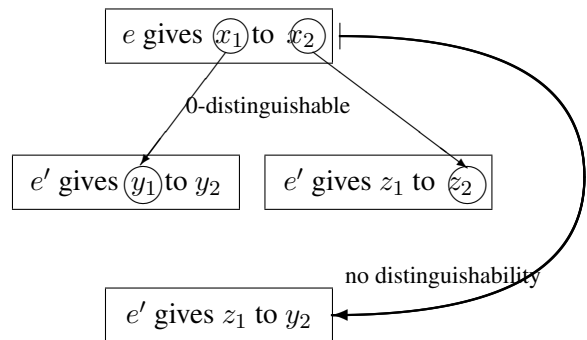 e gives x₁ to x₂
0-distinguishable
e′ gives y₁ to y₂
e′ gives z₁ to z₂
no distinguishability
e′ gives z₁ to y₂